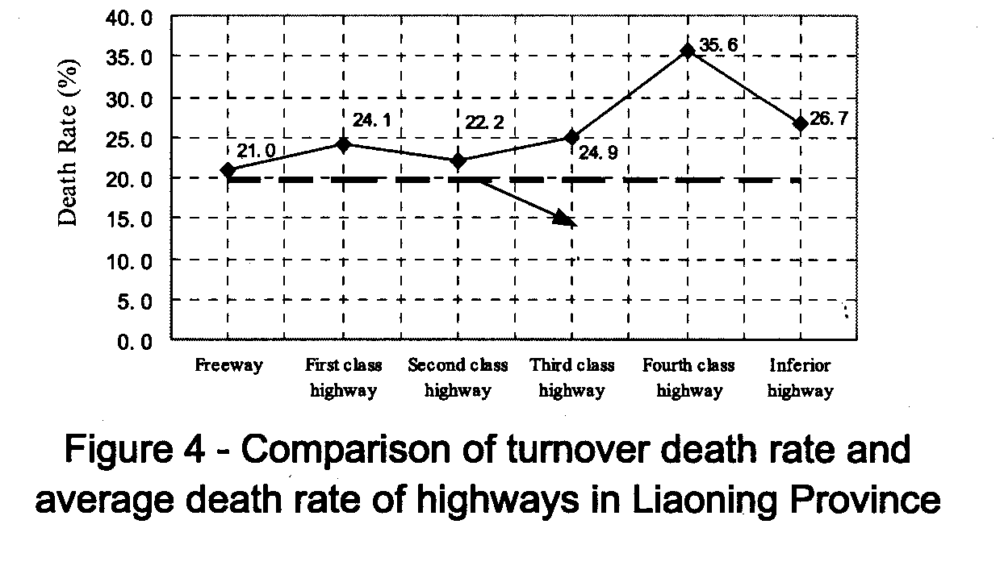 40.0
35.0
30.0
25.0
20.0
15.0
10.0
5.0
0.0
Death Rate (%)
21.0
24.1
22.2
24.9
35.6
26.7
Freeway
First class
highway
Second class
highway
Third class
highway
Fourth class
highway
Inferior
highway
Figure 4 - Comparison of turnover death rate and
average death rate of highways in Liaoning Province